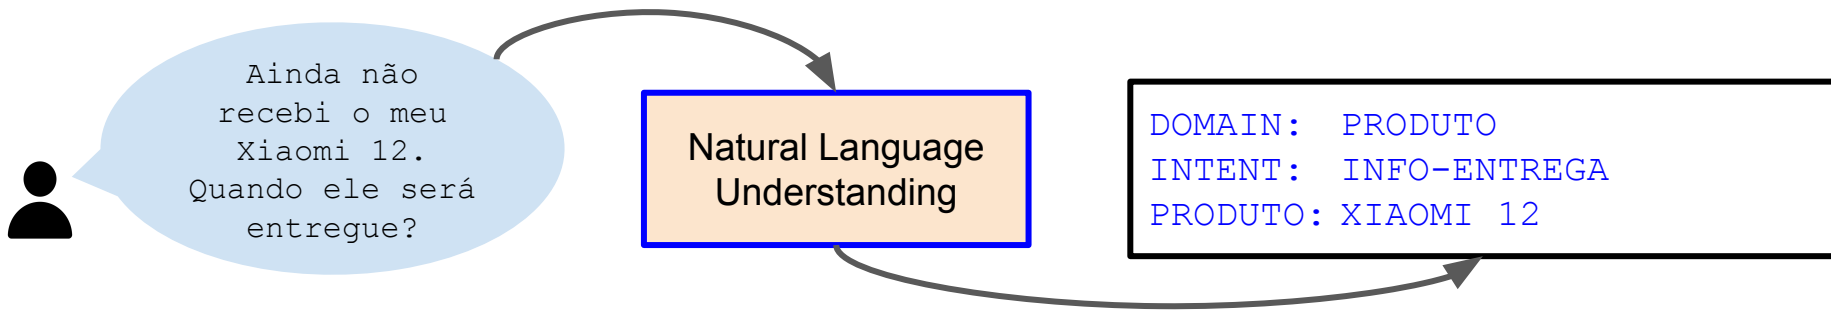 Ainda não
recebi o meu
Xiaomi 12.
Quando ele será
entregue?
Natural Language
Understanding
DOMAIN: PRODUTO
INTENT: INFO-ENTREGA
PRODUTO: XIAOMI 12